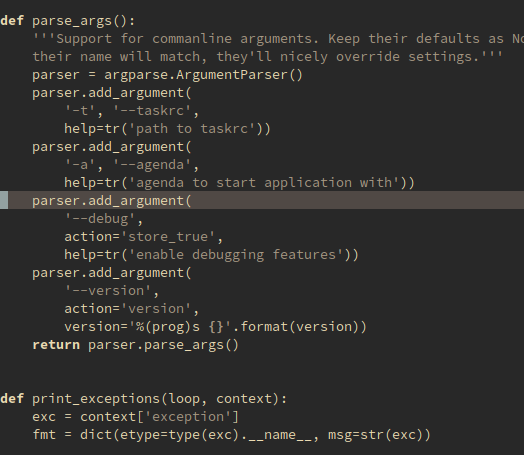 def parse_args():
    '''Support for commanline arguments. Keep their defaults as
    their name will match, they'll nicely override settings.'''
    parser = argparse.ArgumentParser()
    parser.add_argument(
        '-t', '--taskrc',
        help=tr('path to taskrc'))
    parser.add_argument(
        '-a', '--agenda',
        help=tr('agenda to start application with'))
    parser.add_argument(
        '--debug',
        action='store_true',
        help=tr('enable debugging features'))
    parser.add_argument(
        '--version',
        action='version',
        version='%(prog)s {}'.format(version))
    return parser.parse_args()
def print_exceptions(loop, context):
    exc = context['exception']
    fmt = dict(etype=type(exc).__name__, msg=str(exc))